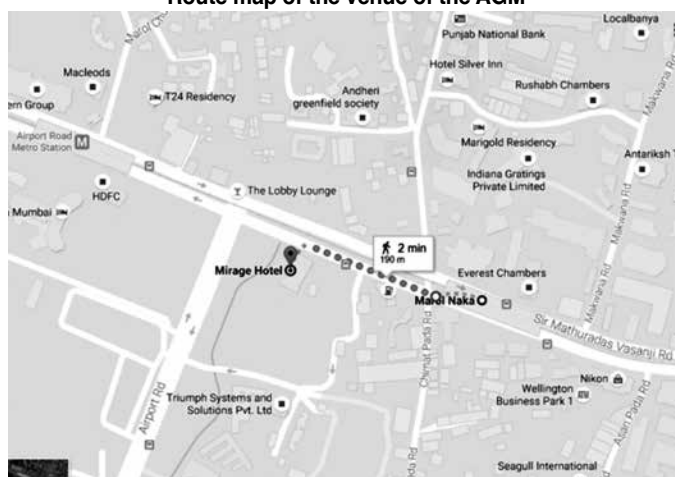 Route map of the venue of the AGM
Localbanya
Punjab National Bank
Macleods
Hotel Silver Inn
ern Group
T24 Residency
Andheri
greenfield society
Rushabh Chambers
Makwana Rd
Airport Road
Metro Station
M
Marigold Residency
Antariksh T
Indiana Gratings
Private Limited
HDFC
The Lobby Lounge
Mumbai
2 min
190 m
Mirage Hotel
Everest Chambers
Marol Naka
Makwana Rd
Sir Mathuradas Vasanji Rd
Chimat Pada Rd
Airport Rd
Nikon
Triumph Systems and
Solutions Pvt. Ltd
Wellington
Business Park 1
Seagull International